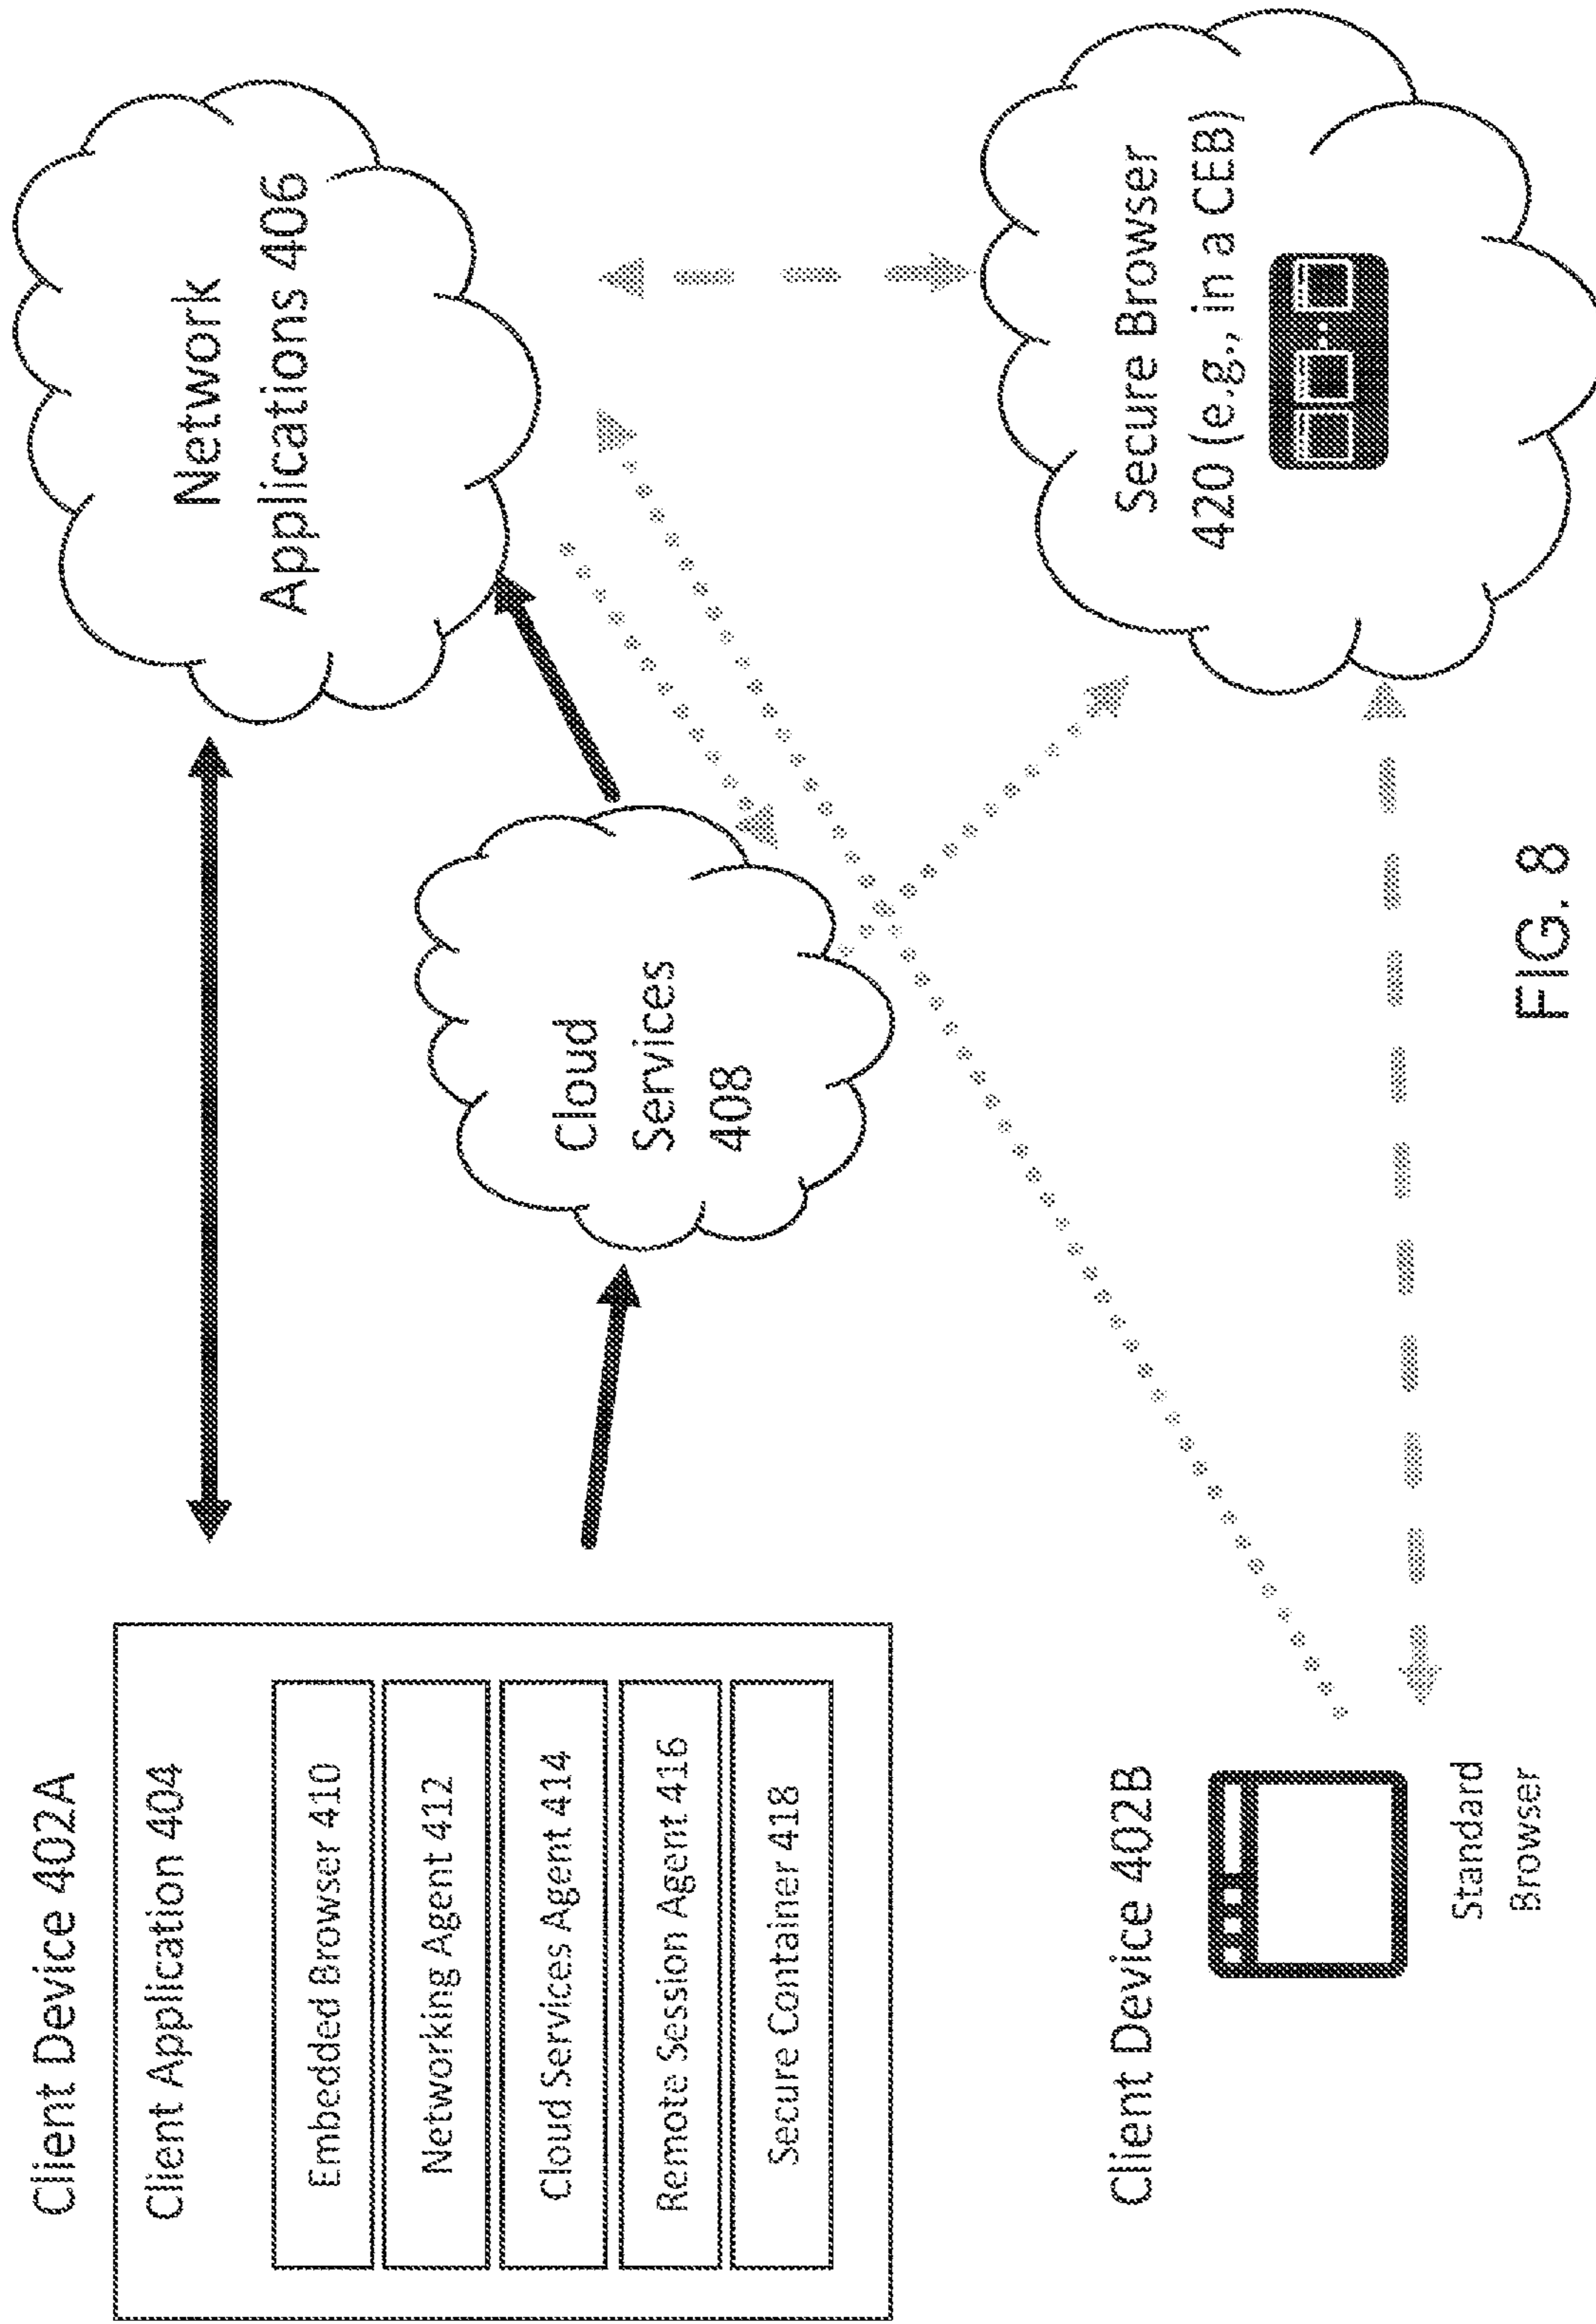 Client Device 402A
Client Application 404
Embedded Browser 410
Networking Agent 412
Cloud Services Agent 414
Remote Session Agent 416
Secure Container 418
Network
Applications 406
Cloud
Services
408
Client Device 402B
Standard
Browser
Secure Browser
420 (e.g., in a CEB)
FIG. 8